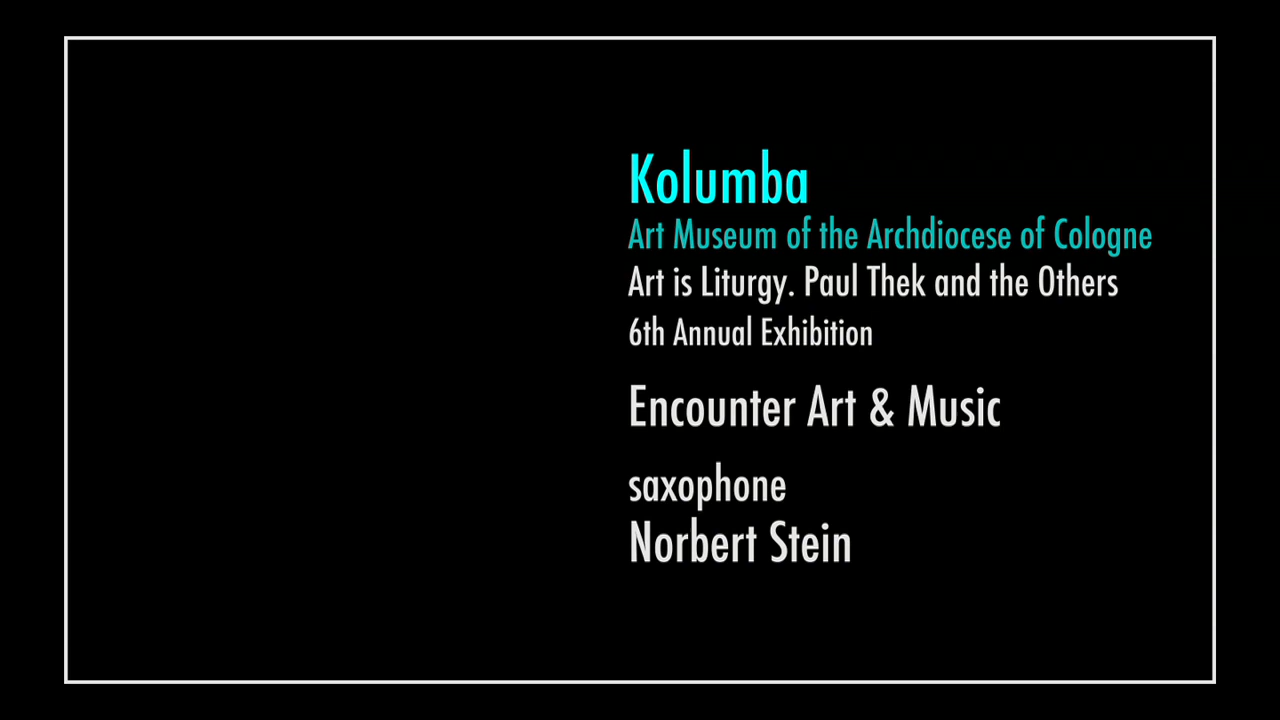 Kolumba
Art Museum of the Archdiocese of Cologne
Art is Liturgy. Paul Thek and the Others
6th Annual Exhibition
Encounter Art & Music
saxophone
Norbert Stein